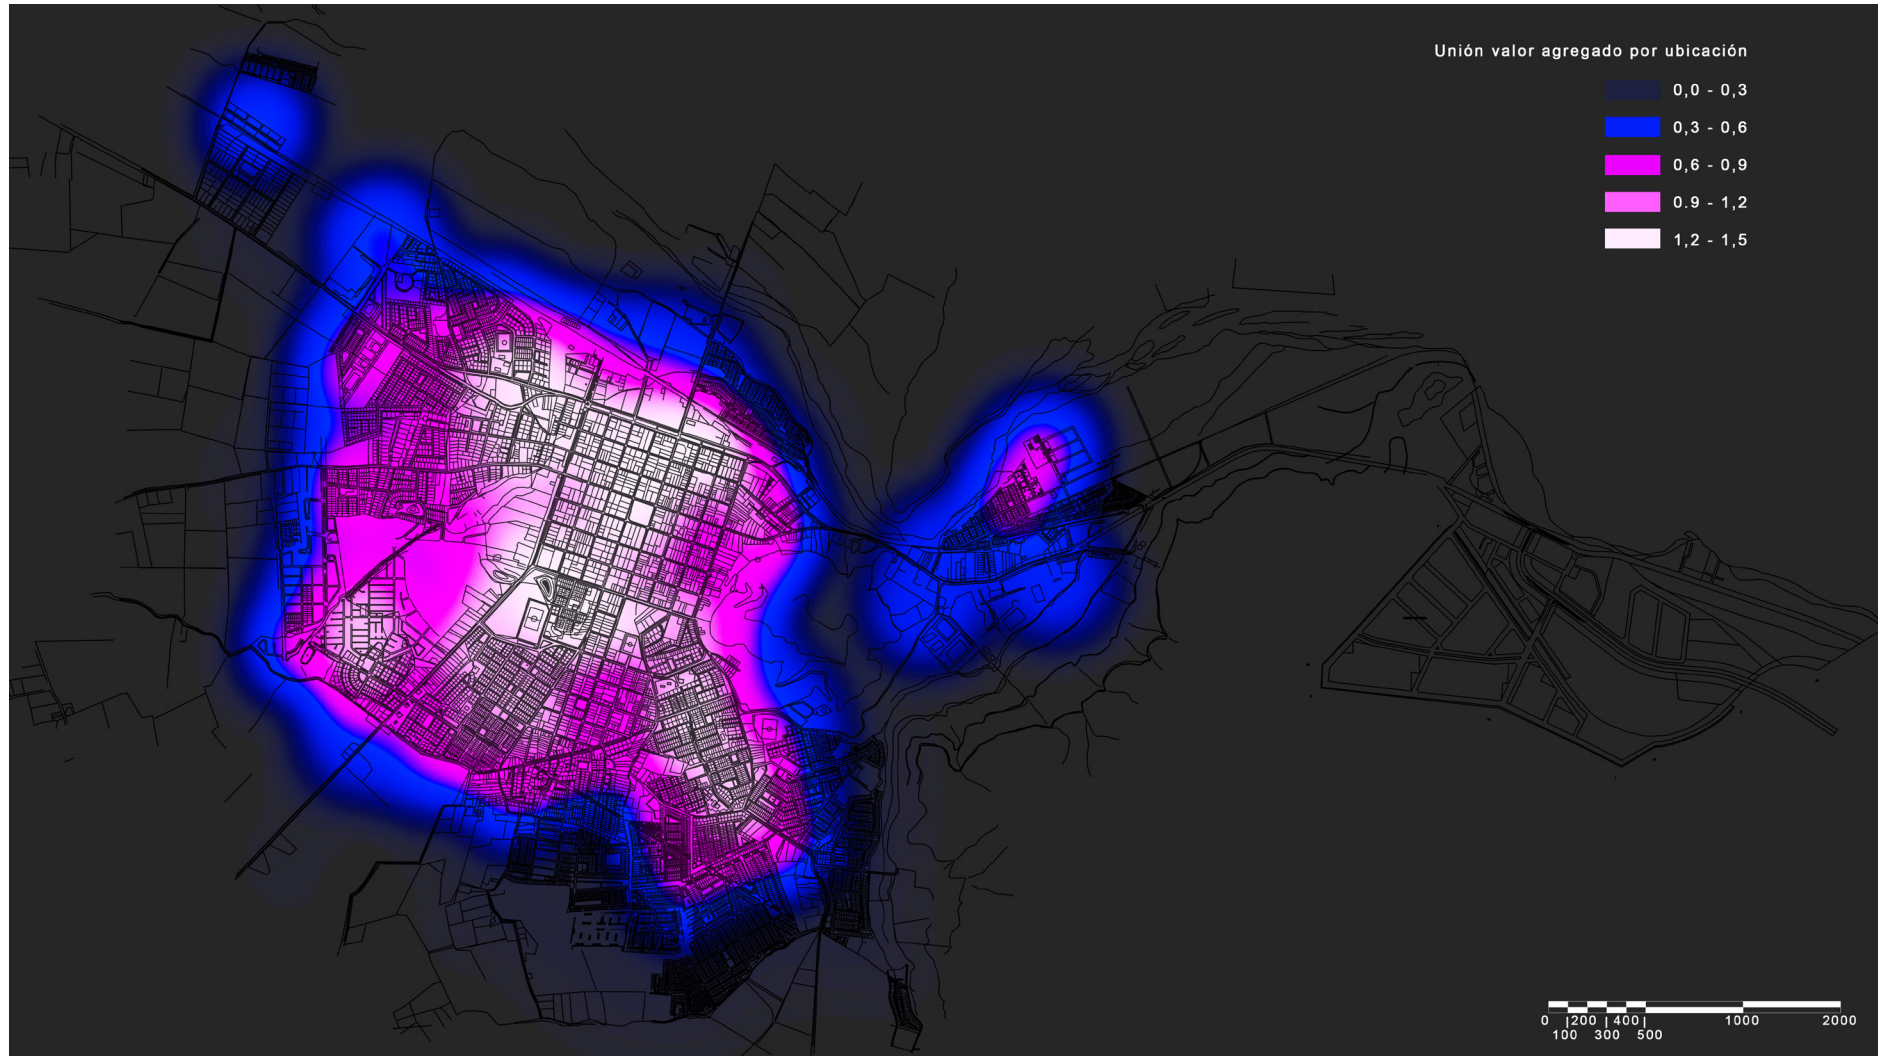 Unión valor agregado por ubicación
0,0 - 0,3
0,3 - 0,6
0,6 - 0,9
0.9 - 1,2
1,2 - 1,5
0 |200 | 400 | 1000 2000
100 300 500